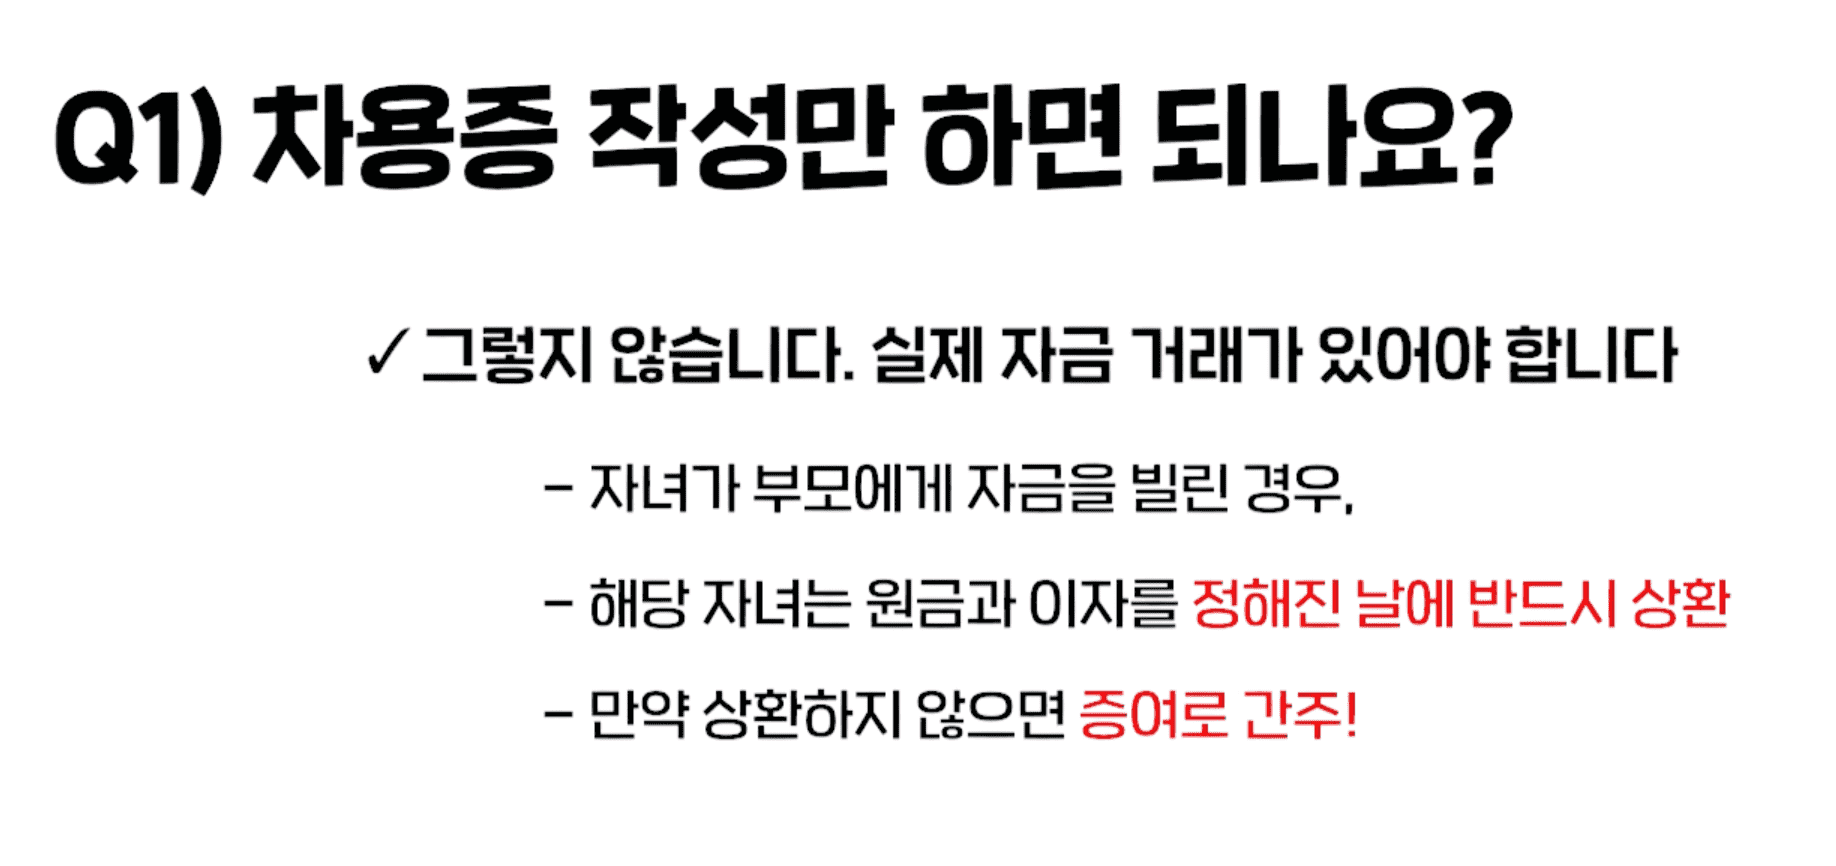 Q1) 차용증 작성만 하면 되나요?
✓그렇지 않습니다. 실제 자금 거래가 있어야 합니다
- 자녀가 부모에게 자금을 빌린 경우,
- 해당 자녀는 원금과 이자를 정해진 날에 반드시 상환
- 만약 상환하지 않으면 증여로 간주!